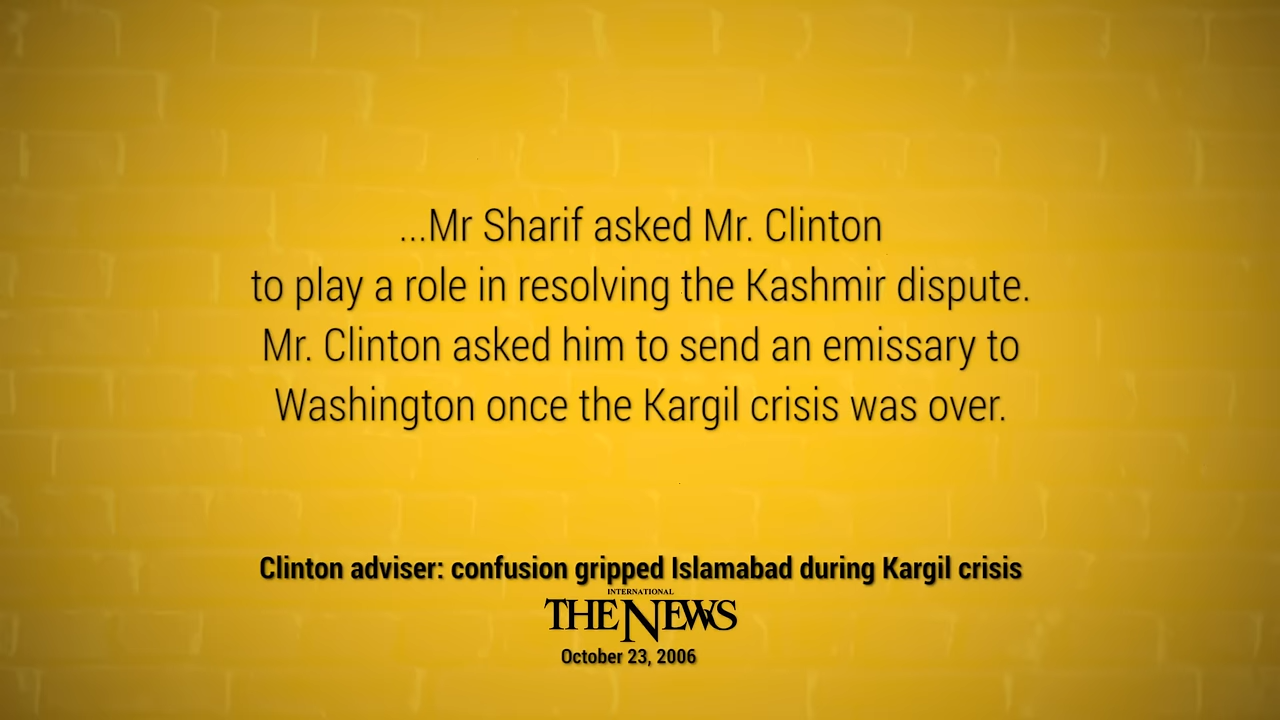 ...Mr Sharif asked Mr. Clinton
to play a role in resolving the Kashmir dispute.
Mr. Clinton asked him to send an emissary to
Washington once the Kargil crisis was over.
Clinton adviser: confusion gripped Islamabad during Kargil crisis
INTERNATIONAL
THE NEWS
October 23, 2006